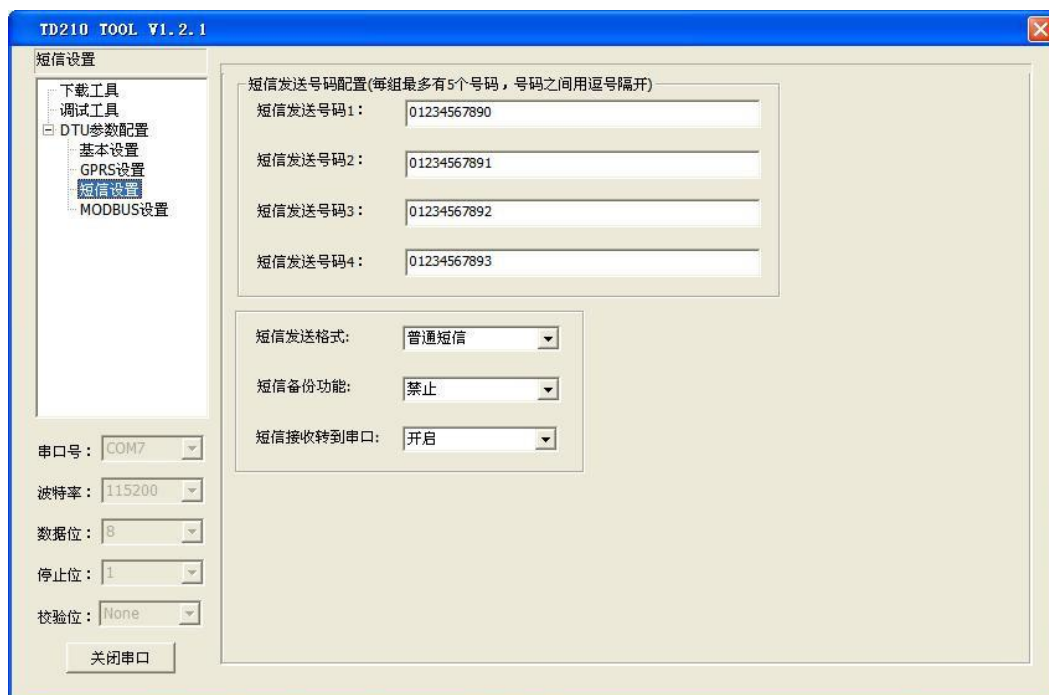 TD210 TOOL V1.2.1
短信设置
下载工具
调试工具
DTU参数配置
基本设置
GPRS设置
短信设置
MODBUS设置
串口号：COM7
波特率：115200
数据位：8
停止位：1
校验位：None
关闭串口
短信发送号码配置(每组最多有5个号码，号码之间用逗号隔开)
短信发送号码1：01234567890
短信发送号码2：01234567891
短信发送号码3：01234567892
短信发送号码4：01234567893
短信发送格式:普通短信
短信备份功能:禁止
短信接收转到串口:开启